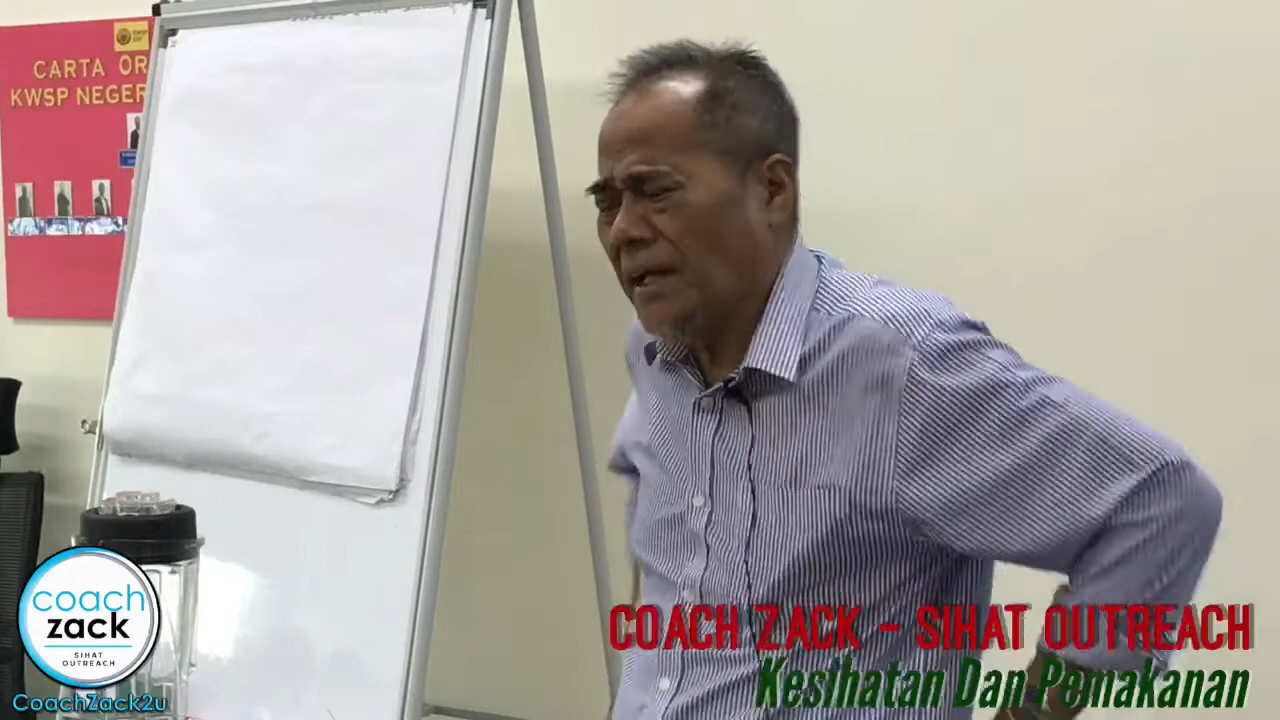 CARTA OR
KWSP NEGER
coach
zack
SIHAT
OUTREACH
CoachZack2u
COACH ZACK - SIHAT OUTREACH
Kesihatan Dan Pemakanan